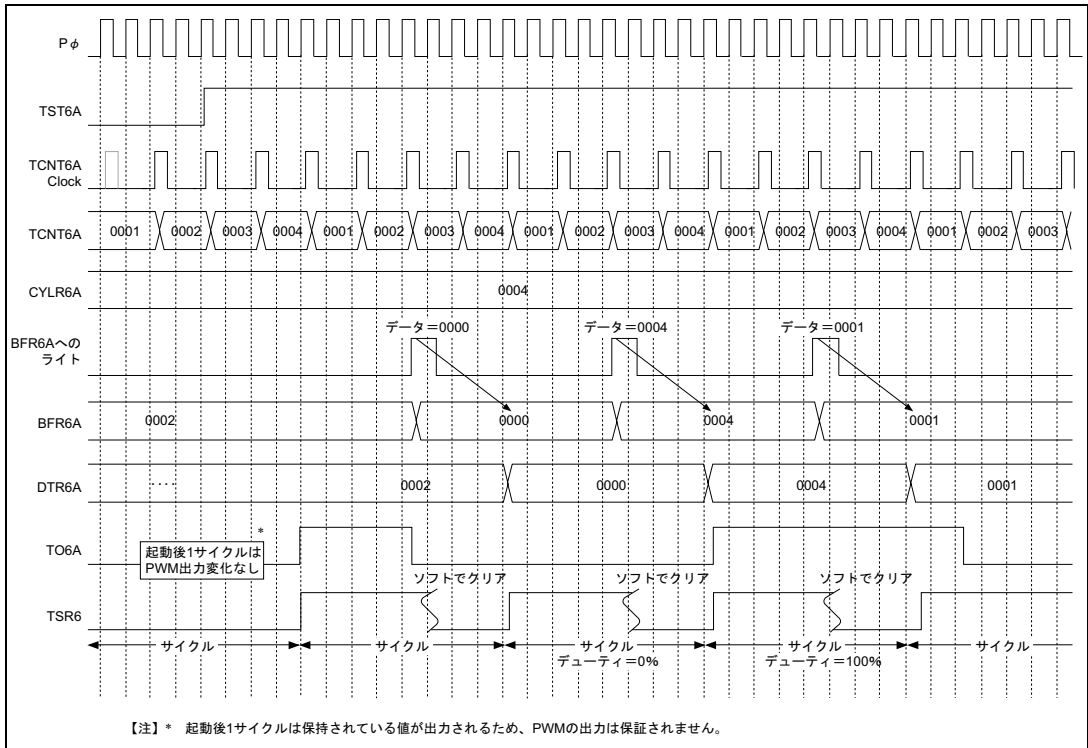 Pφ
TST6A
TCNT6A
Clock
TCNT6A
0001 0002 0003 0004 0001 0002 0003 0004 0001 0002 0003 0004 0001 0002 0003 0004 0001 0002 0003
CYLR6A
0004
データ=0000 データ=0004 データ=0001
BFR6Aへの
ライト
BFR6A
0002 0000 0004 0001
DTR6A
‥‥ 0002 0000 0004 0001
TO6A
*
起動後1サイクルは
PWM出力変化なし
ソフトでクリア ソフトでクリア ソフトでクリア
TSR6
サイクル サイクル サイクル サイクル サイクル
デューティ=0% デューティ=100%
【注】* 起動後1サイクルは保持されている値が出力されるため、PWMの出力は保証されません。